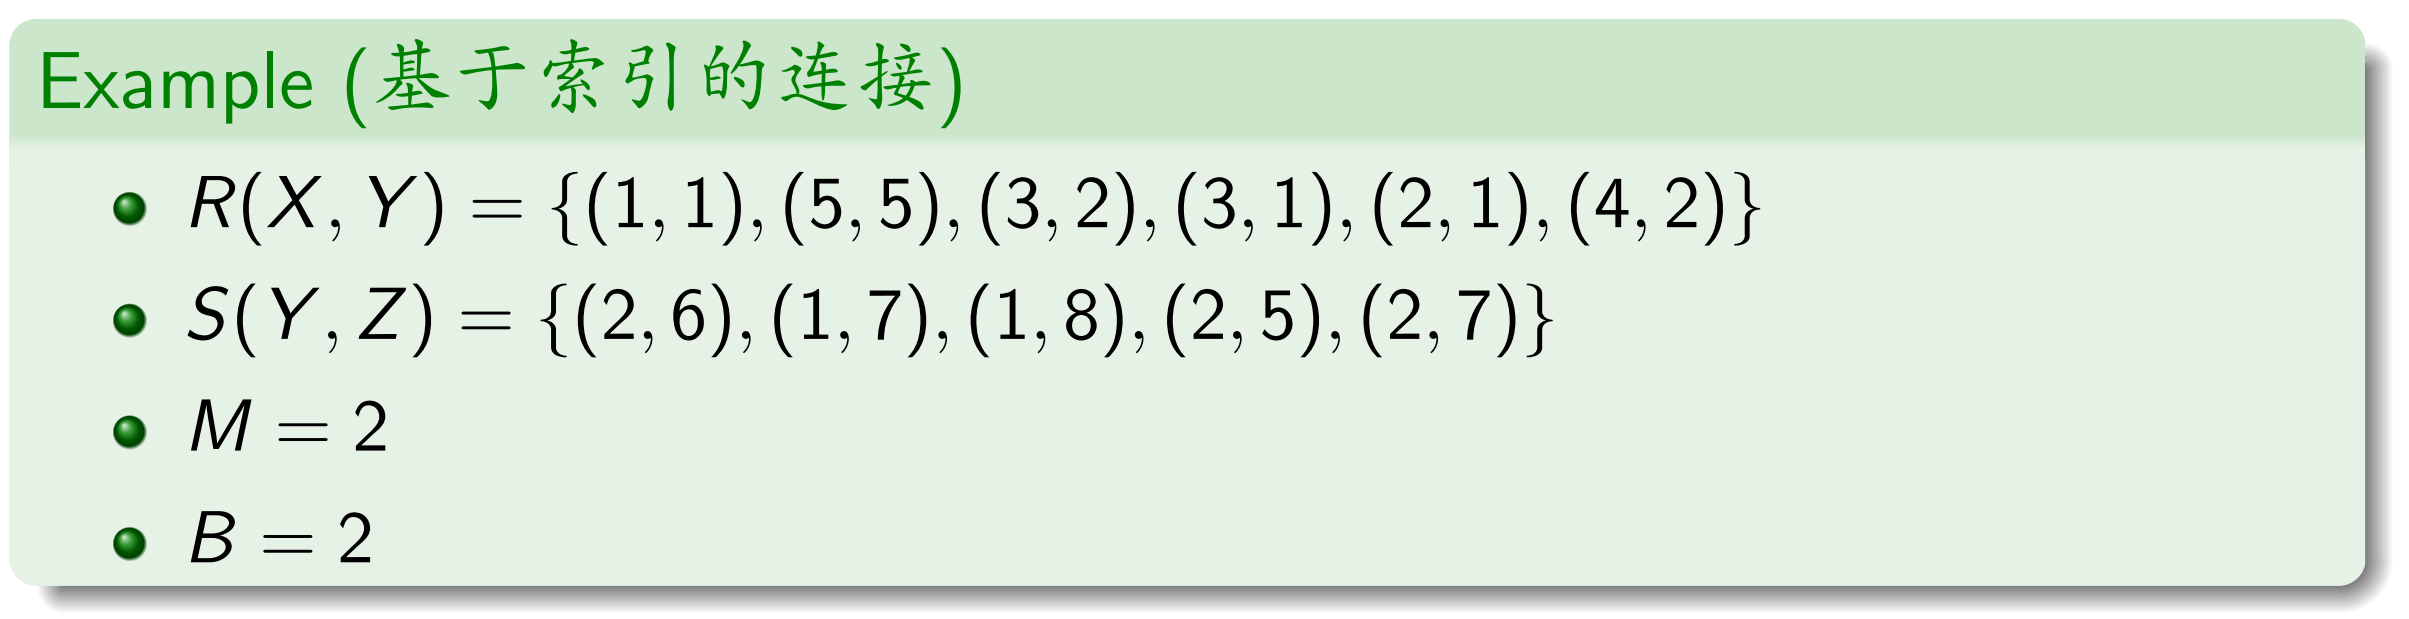 Example (基于索引的连接)
R(X, Y) = {(1, 1), (5, 5), (3, 2), (3, 1), (2, 1), (4, 2)}
S(Y, Z) = {(2, 6), (1, 7), (1, 8), (2, 5), (2, 7)}
M = 2
B = 2